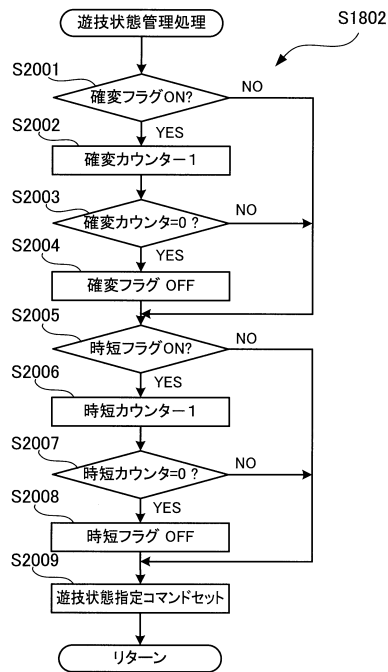 遊技状態管理処理
S1802
S2001
確変フラグON?
NO
YES
S2002
確変カウンター1
S2003
確変カウンタ=0 ?
NO
YES
S2004
確変フラグ OFF
S2005
時短フラグON?
NO
YES
S2006
時短カウンター1
S2007
時短カウンタ=0 ?
NO
YES
S2008
時短フラグ OFF
S2009
遊技状態指定コマンドセット
リターン